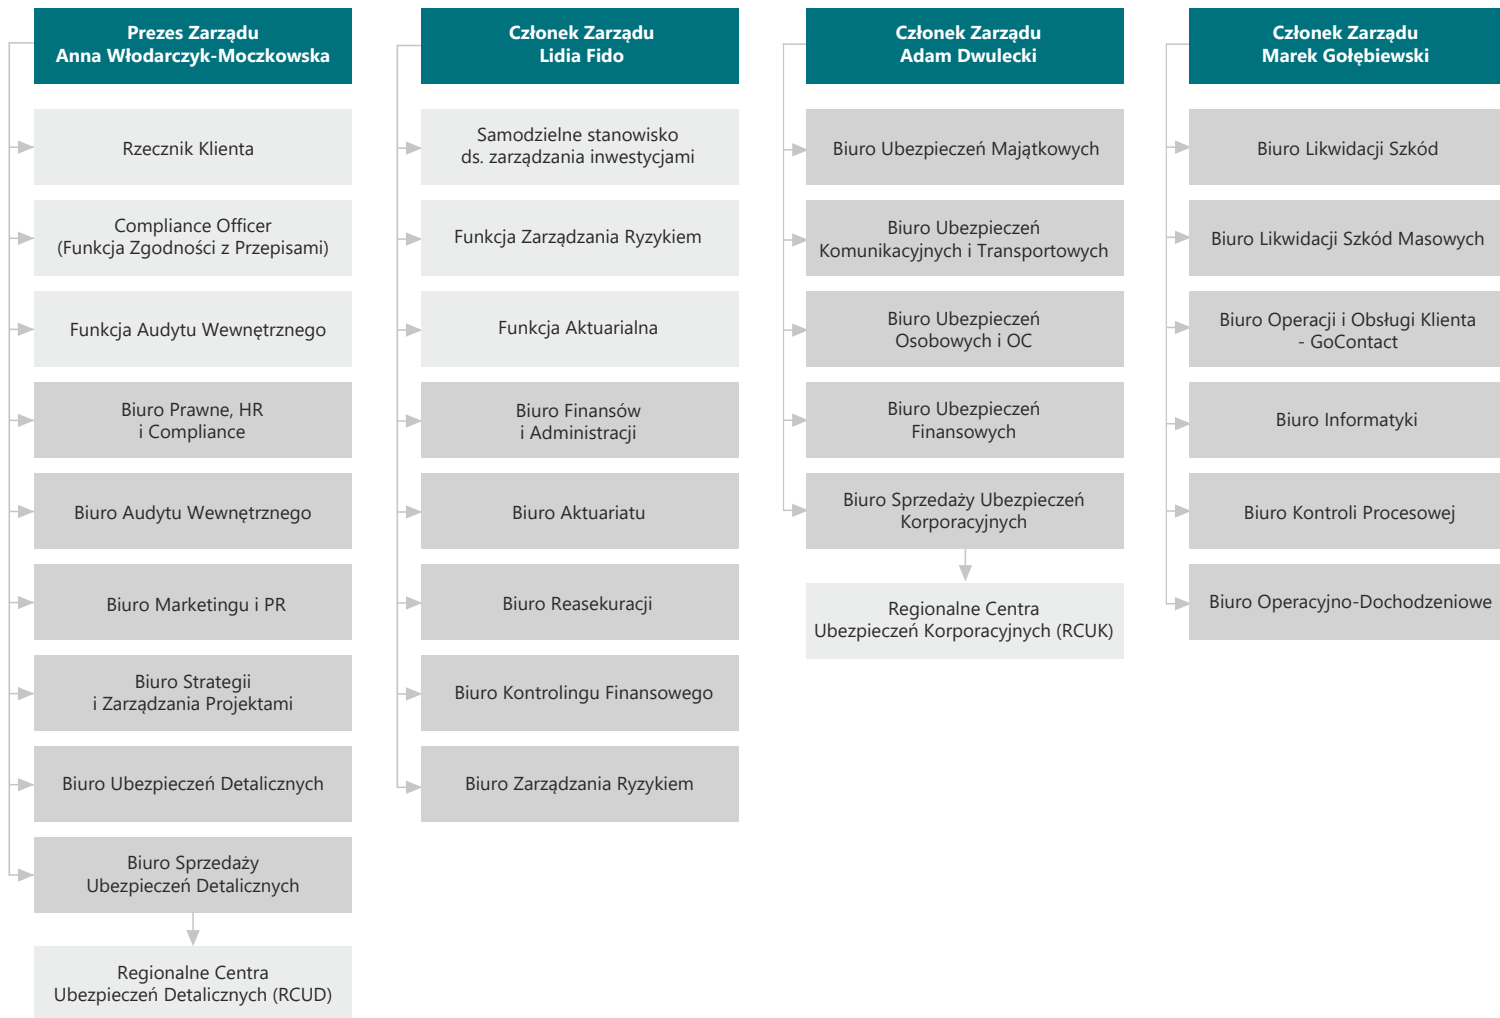 Prezes Zarządu
Anna Włodarczyk-Moczkowska
Rzecznik Klienta
Compliance Officer
(Funkcja Zgodności z Przepisami)
Funkcja Audytu Wewnętrznego
Biuro Prawne, HR
i Compliance
Biuro Audytu Wewnętrznego
Biuro Marketingu i PR
Biuro Strategii
i Zarządzania Projektami
Biuro Ubezpieczeń Detalicznych
Biuro Sprzedaży
Ubezpieczeń Detalicznych
Regionalne Centra
Ubezpieczeń Detalicznych (RCUD)
Członek Zarządu
Lidia Fido
Samodzielne stanowisko
ds. zarządzania inwestycjami
Funkcja Zarządzania Ryzykiem
Funkcja Aktuarialna
Biuro Finansów
i Administracji
Biuro Aktuariatu
Biuro Reasekuracji
Biuro Kontrolingu Finansowego
Biuro Zarządzania Ryzykiem
Członek Zarządu
Adam Dwulecki
Biuro Ubezpieczeń Majątkowych
Biuro Ubezpieczeń
Komunikacyjnych i Transportowych
Biuro Ubezpieczeń
Osobowych i OC
Biuro Ubezpieczeń
Finansowych
Biuro Sprzedaży Ubezpieczeń
Korporacyjnych
Regionalne Centra
Ubezpieczeń Korporacyjnych (RCUK)
Członek Zarządu
Marek Gołębiewski
Biuro Likwidacji Szkód
Biuro Likwidacji Szkód Masowych
Biuro Operacji i Obsługi Klienta
- GoContact
Biuro Informatyki
Biuro Kontroli Procesowej
Biuro Operacyjno-Dochodzeniowe